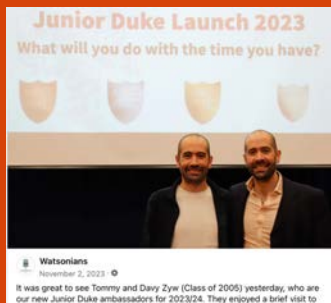 Junior Duke Launch 2023
What will you do with the time you have?
Watsonians
November 2, 2023 ·
It was great to see Tommy and Davy Zyw (Class of 2005) yesterday, who are
our new Junior Duke ambassadors for 2023/24. They enjoyed a brief visit to